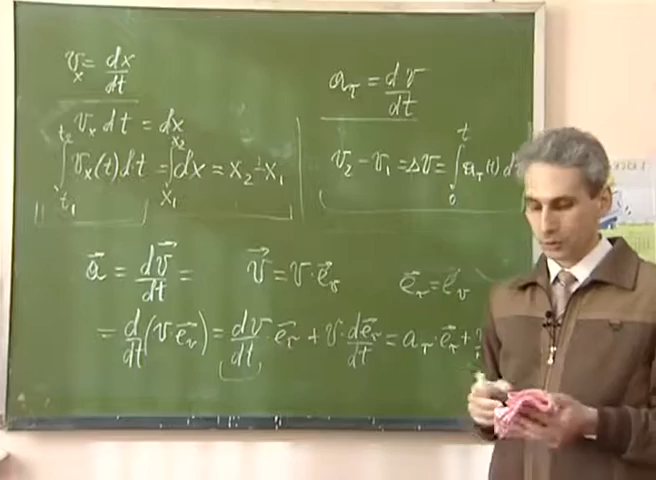 v_x = dx/dt
v_x dt = dx
∫_{t_1}^{t_2} v_x(t)dt = ∫_{x_1}^{x_2} dx = x_2 - x_1
a_τ = dv/dt
v_2 - v_1 = Δv = ∫_0^t a_τ(t) d
a⃗ = dv⃗/dt =
v⃗ = v·e⃗_v
e⃗_τ = e⃗_v
= d/dt(v·e⃗_v) = dv/dt·e⃗_τ + v·de⃗_τ/dt = a_τ·e⃗_τ +